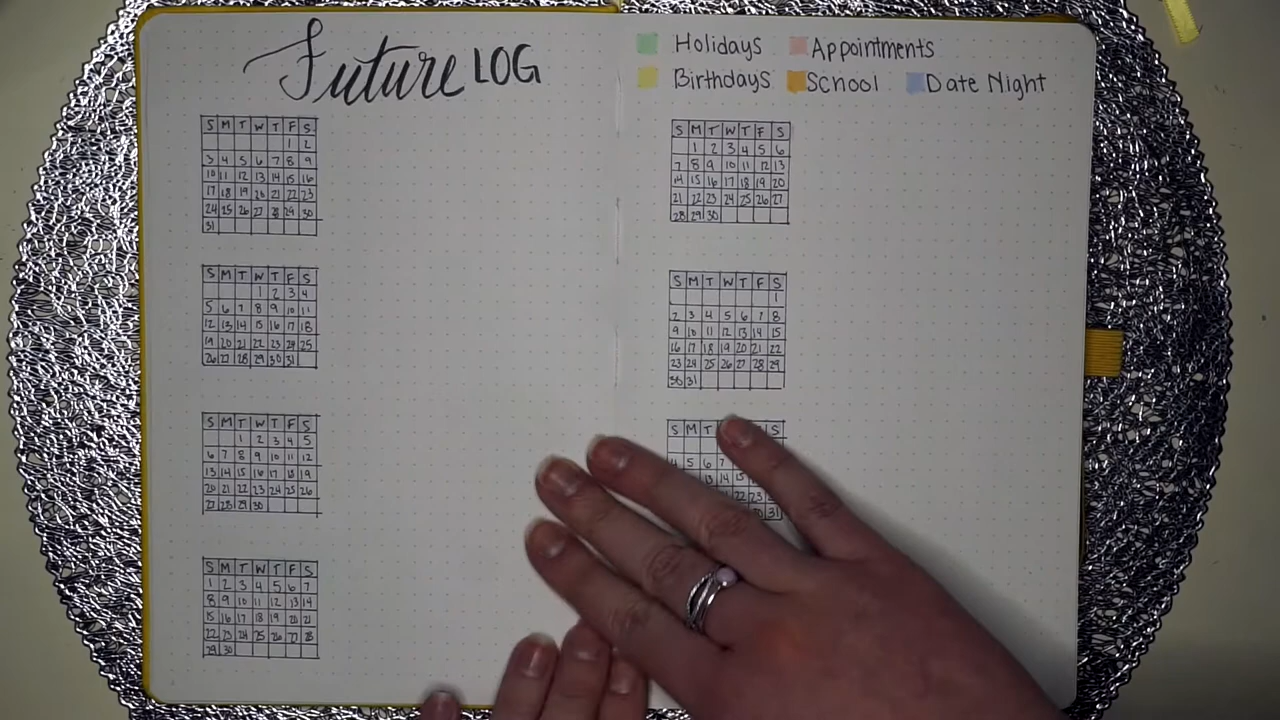 Future LOG
S M T W T F S
1 2
3 4 5 6 7 8 9
10 11 12 13 14 15 16
17 18 19 20 21 22 23
24 25 26 27 28 29 30
31
S M T W T F S
1 2 3 4
5 6 7 8 9 10 11
12 13 14 15 16 17 18
19 20 21 22 23 24 25
26 27 28 29 30 31
S M T W T F S
1 2 3 4 5
6 7 8 9 10 11 12
13 14 15 16 17 18 19
20 21 22 23 24 25 26
27 28 29 30
S M T W T F S
1 2 3 4 5 6 7
8 9 10 11 12 13 14
15 16 17 18 19 20 21
22 23 24 25 26 27 28
29 30
Holidays Appointments
Birthdays School Date Night
S M T W T F S
1 2 3 4 5 6
7 8 9 10 11 12 13
14 15 16 17 18 19 20
21 22 23 24 25 26 27
28 29 30
S M T W T F S
1
2 3 4 5 6 7 8
9 10 11 12 13 14 15
16 17 18 19 20 21 22
23 24 25 26 27 28 29
30 31
S M T S
4 5 6 7
13 14 15
22 23
31